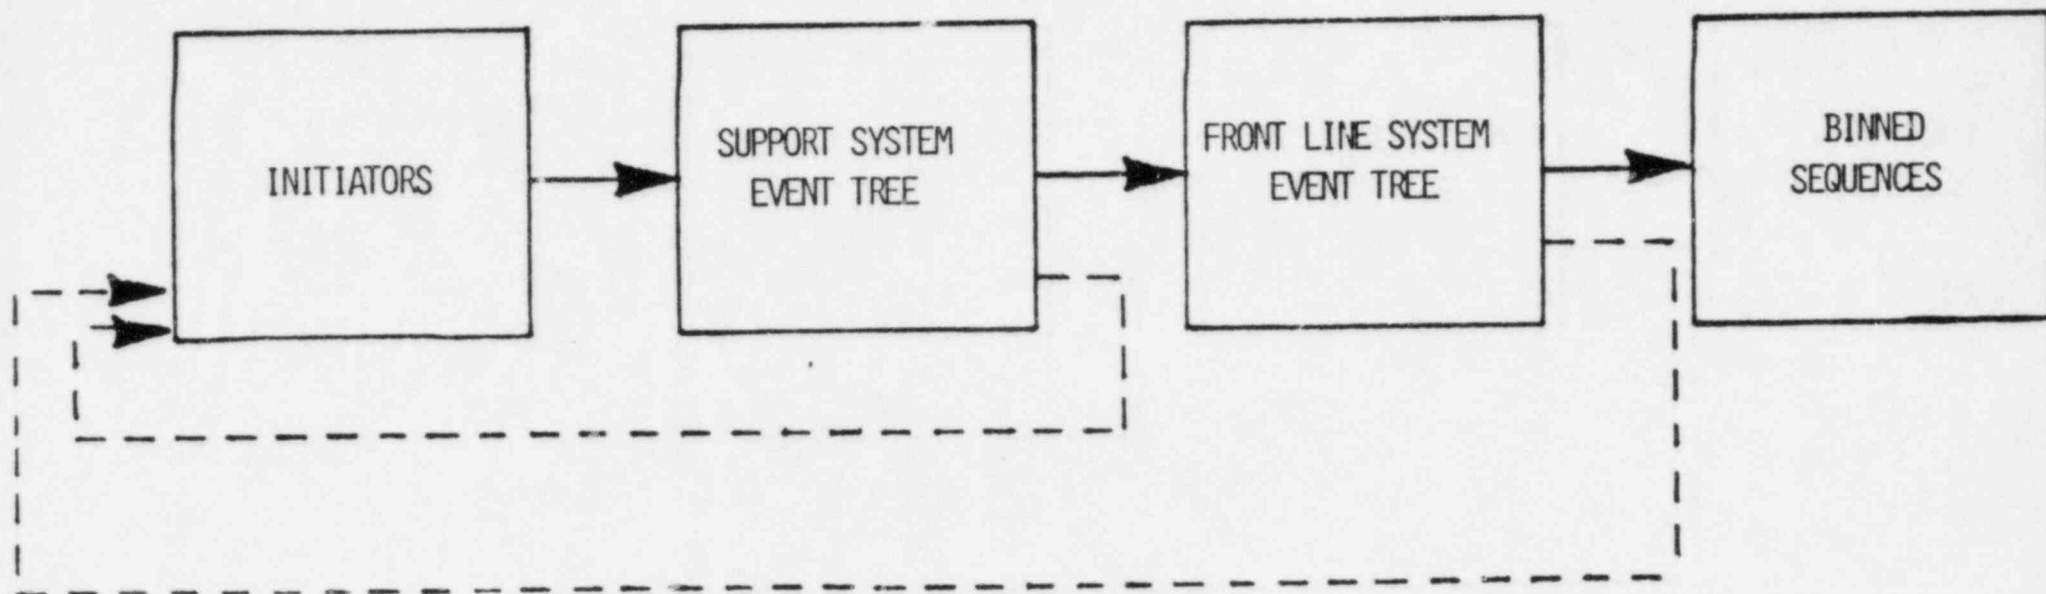 INITIATORS
SUPPORT SYSTEM
EVENT TREE
FRONT LINE SYSTEM
EVENT TREE
BINNED
SEQUENCES